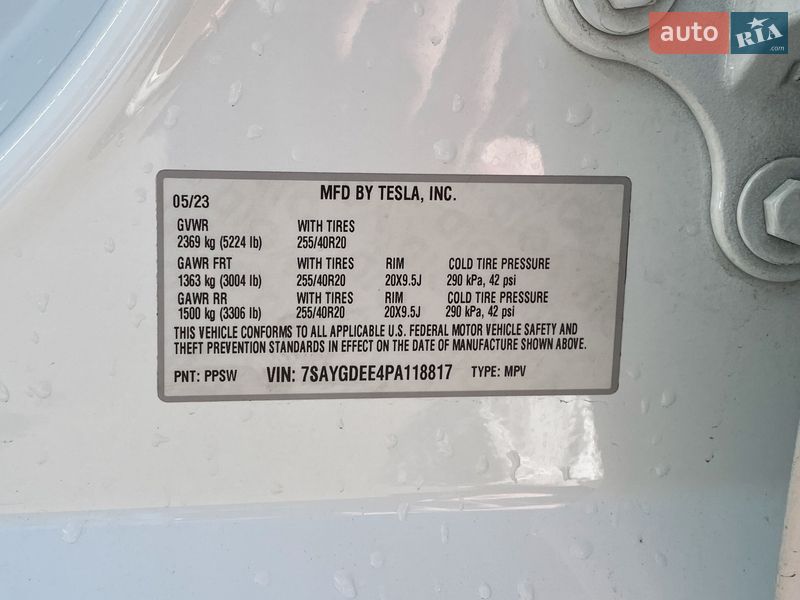 auto RIA.com
05/23 MFD BY TESLA, INC.
GVWR WITH TIRES
2369 kg (5224 lb) 255/40R20
GAWR FRT WITH TIRES RIM COLD TIRE PRESSURE
1363 kg (3004 lb) 255/40R20 20X9.5J 290 kPa, 42 psi
GAWR RR WITH TIRES RIM COLD TIRE PRESSURE
1500 kg (3306 lb) 255/40R20 20X9.5J 290 kPa, 42 psi
THIS VEHICLE CONFORMS TO ALL APPLICABLE U.S. FEDERAL MOTOR VEHICLE SAFETY AND
THEFT PREVENTION STANDARDS IN EFFECT ON THE DATE OF MANUFACTURE SHOWN ABOVE.
PNT: PPSW VIN: 7SAYGDEE4PA118817 TYPE: MPV